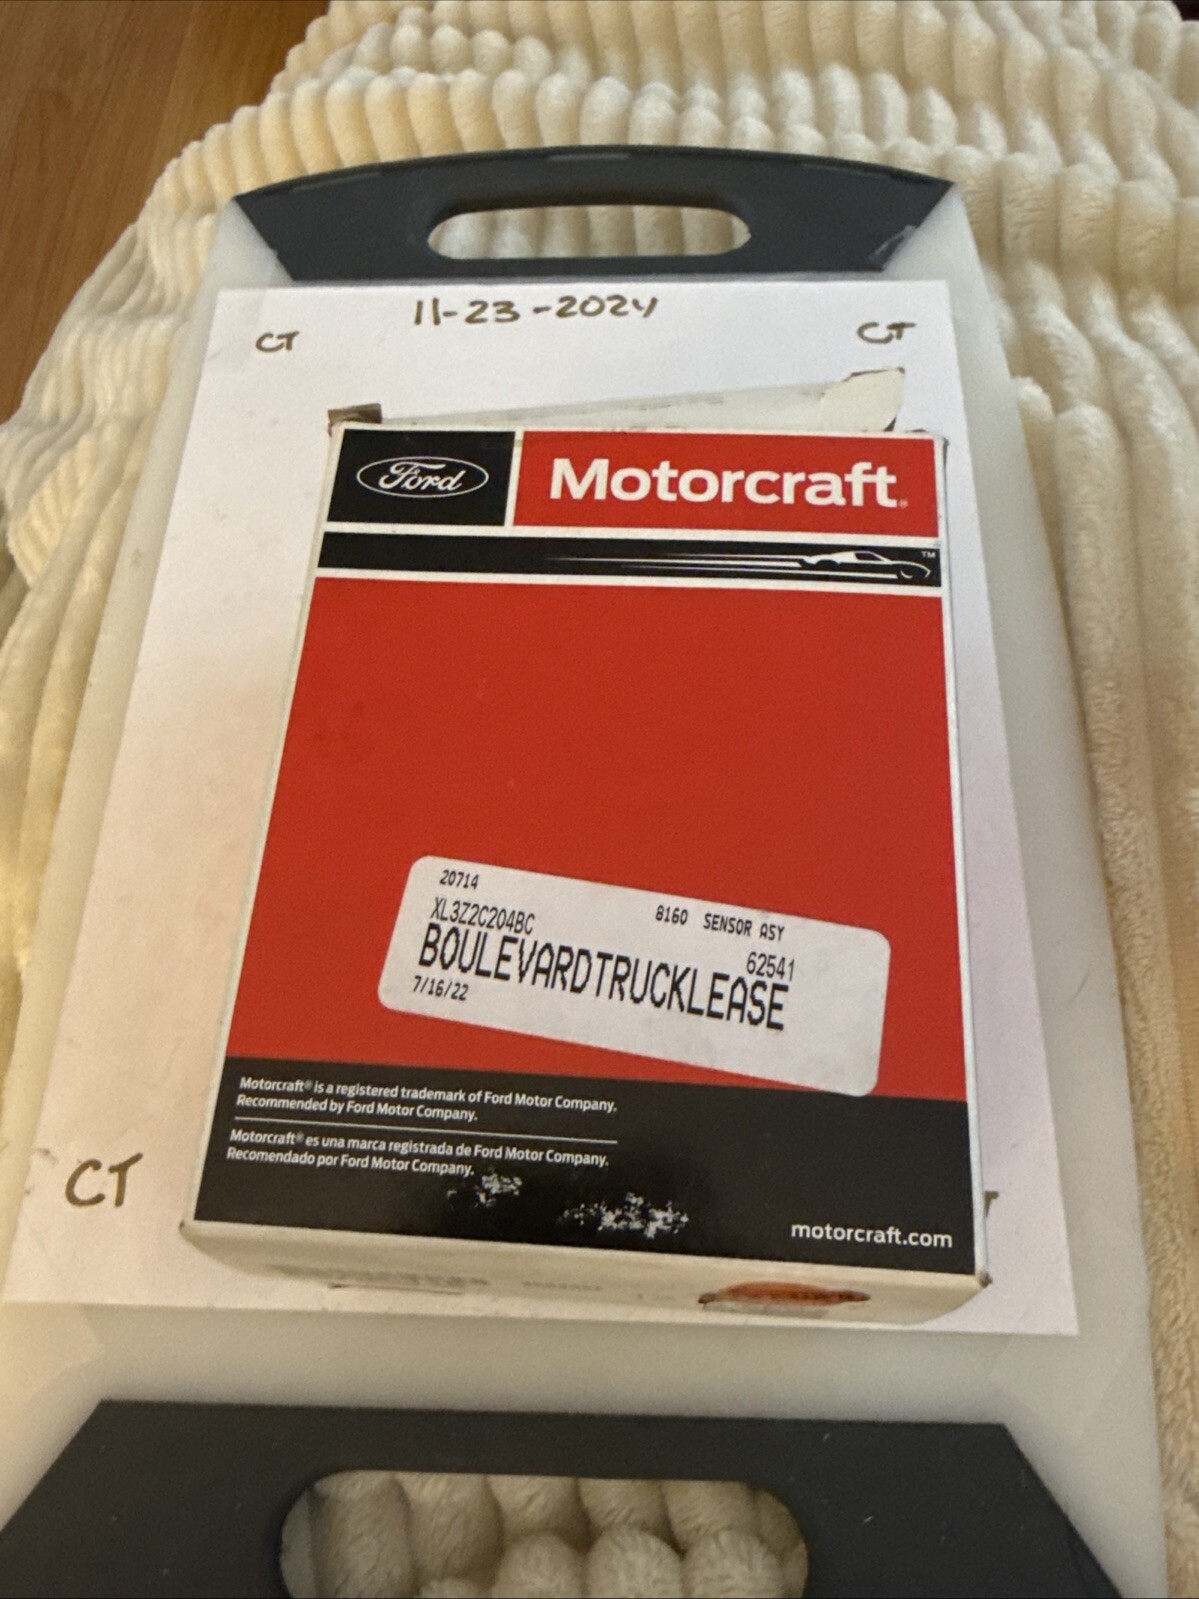 11-23-2024
CT CT
Ford Motorcraft®
TM
20714
XL3Z2C204BC 8160 SENSOR ASY
62541
BOULEVARDTRUCKLEASE
7/16/22
Motorcraft® is a registered trademark of Ford Motor Company.
Recommended by Ford Motor Company.
Motorcraft® es una marca registrada de Ford Motor Company.
Recomendado por Ford Motor Company.
CT
motorcraft.com